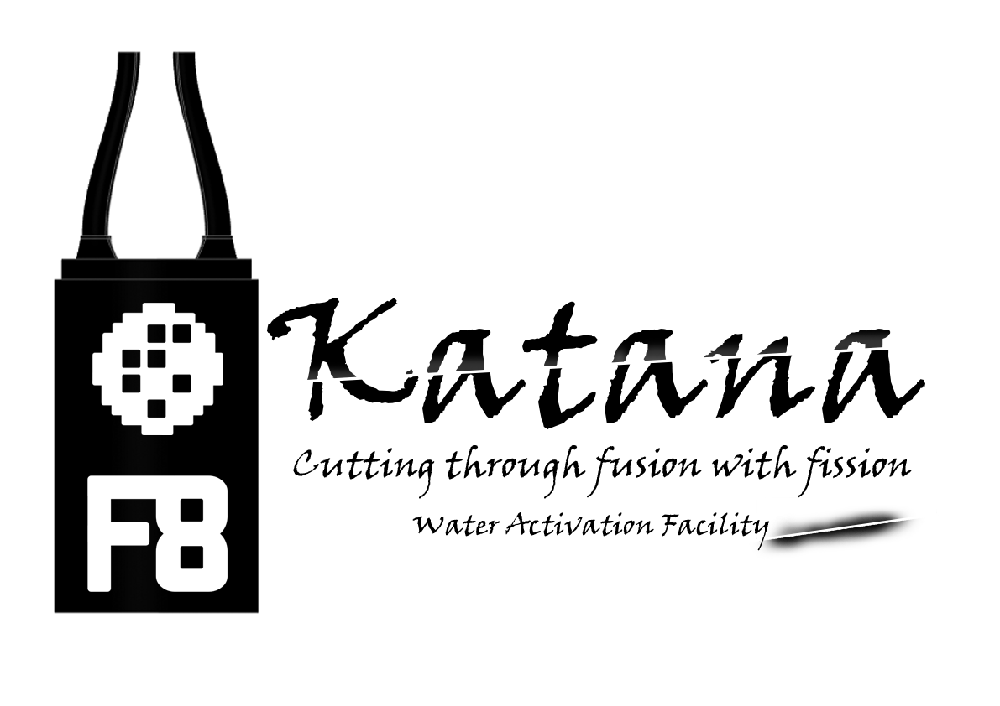 F8
Katana
Cutting through fusion with fission
Water Activation Facility